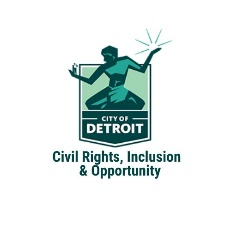 CITY OF
DETROIT
Civil Rights, Inclusion
& Opportunity